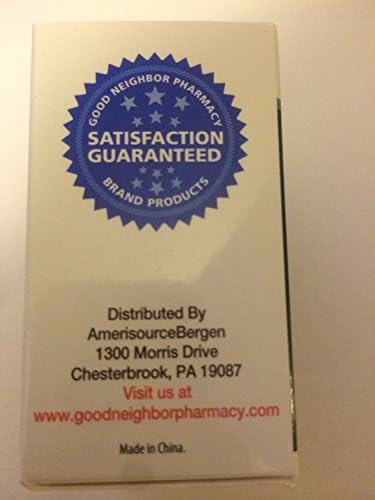 GOOD NEIGHBOR PHARMACY
SATISFACTION
GUARANTEED
BRAND PRODUCTS
Distributed By
AmerisourceBergen
1300 Morris Drive
Chesterbrook, PA 19087
Visit us at
www.goodneighborpharmacy.com
Made in China.